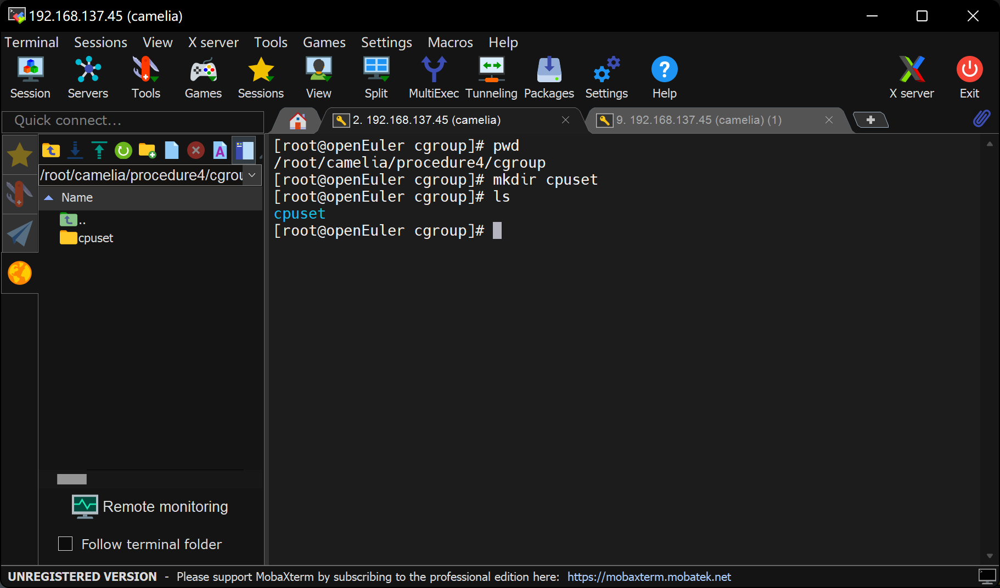 192.168.137.45 (camelia)
Terminal Sessions View X server Tools Games Settings Macros Help
Session Servers Tools Games Sessions View Split MultiExec Tunneling Packages Settings Help X server Exit
Quick connect...
2. 192.168.137.45 (camelia)
9. 192.168.137.45 (camelia) (1)
/root/camelia/procedure4/cgrou
Name
..
cpuset
[root@openEuler cgroup]# pwd
/root/camelia/procedure4/cgroup
[root@openEuler cgroup]# mkdir cpuset
[root@openEuler cgroup]# ls
cpuset
[root@openEuler cgroup]#
Remote monitoring
Follow terminal folder
UNREGISTERED VERSION - Please support MobaXterm by subscribing to the professional edition here: https://mobaxterm.mobatek.net